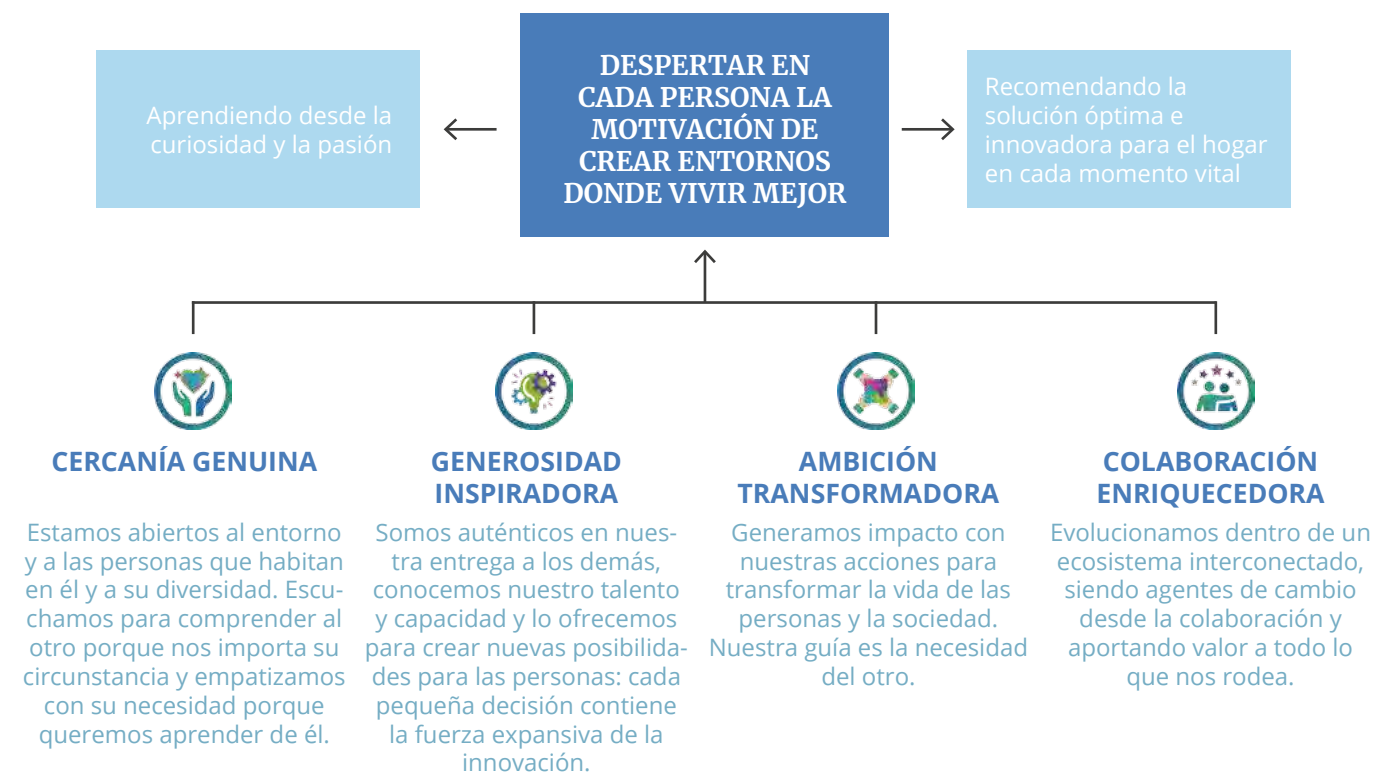 Aprendiendo desde la
curiosidad y la pasión
DESPERTAR EN
CADA PERSONA LA
MOTIVACIÓN DE
CREAR ENTORNOS
DONDE VIVIR MEJOR
Recomendando la
solución óptima e
innovadora para el hogar
en cada momento vital
CERCANÍA GENUINA
Estamos abiertos al entorno
y a las personas que habitan
en él y a su diversidad. Escu-
chamos para comprender al
otro porque nos importa su
circunstancia y empatizamos
con su necesidad porque
queremos aprender de él.
GENEROSIDAD
INSPIRADORA
Somos auténticos en nues-
tra entrega a los demás,
conocemos nuestro talento
y capacidad y lo ofrecemos
para crear nuevas posibilida-
des para las personas: cada
pequeña decisión contiene
la fuerza expansiva de la
innovación.
AMBICIÓN
TRANSFORMADORA
Generamos impacto con
nuestras acciones para
transformar la vida de las
personas y la sociedad.
Nuestra guía es la necesidad
del otro.
COLABORACIÓN
ENRIQUECEDORA
Evolucionamos dentro de un
ecosistema interconectado,
siendo agentes de cambio
desde la colaboración y
aportando valor a todo lo
que nos rodea.